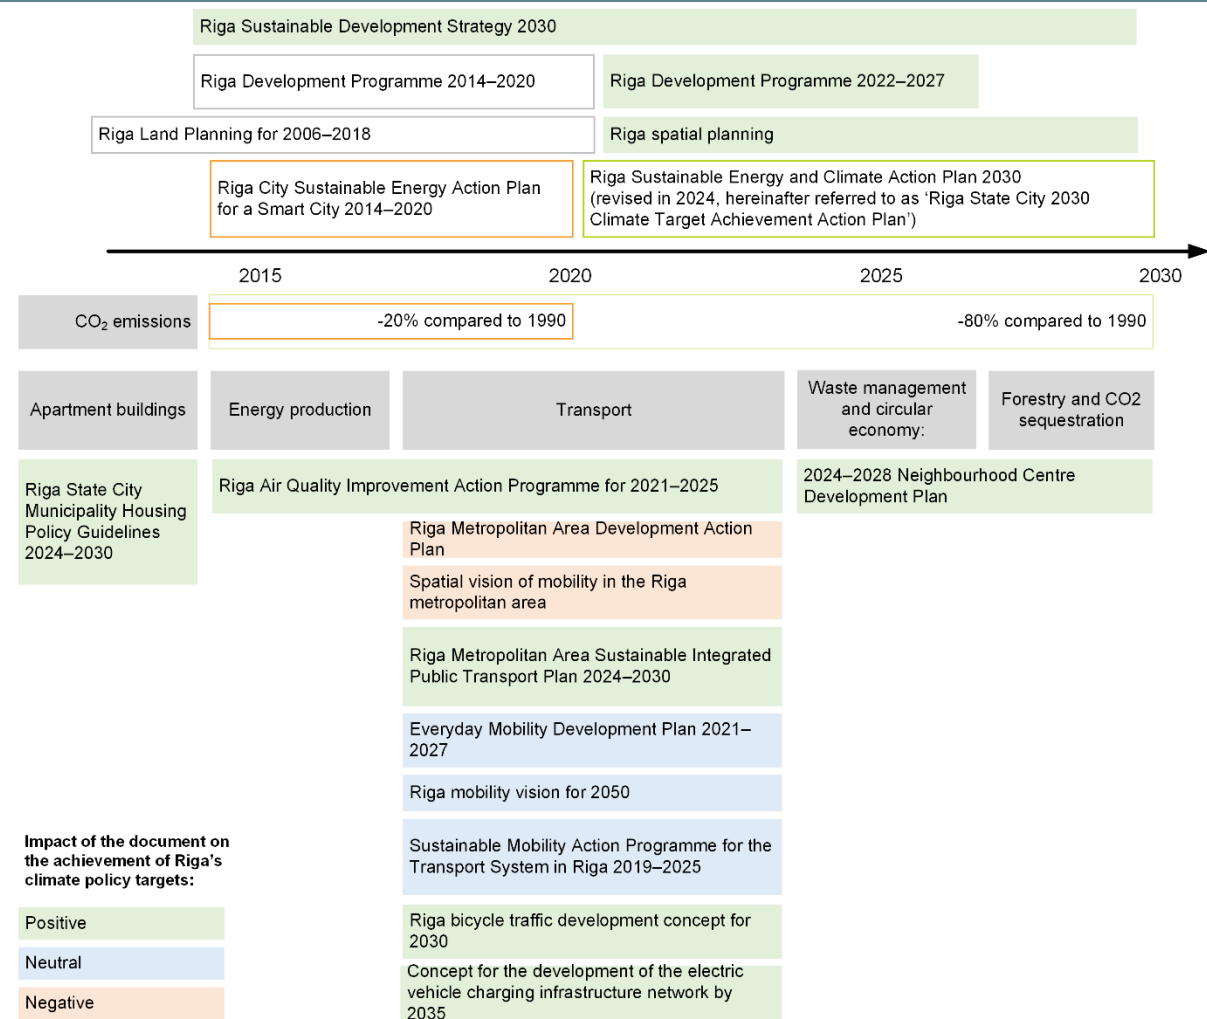 Riga Sustainable Development Strategy 2030
Riga Development Programme 2014–2020
Riga Development Programme 2022–2027
Riga Land Planning for 2006–2018
Riga spatial planning
Riga City Sustainable Energy Action Plan
for a Smart City 2014–2020
Riga Sustainable Energy and Climate Action Plan 2030
(revised in 2024, hereinafter referred to as ‘Riga State City 2030
Climate Target Achievement Action Plan’)
2015
2020
2025
2030
CO₂ emissions
-20% compared to 1990
-80% compared to 1990
Apartment buildings
Energy production
Transport
Waste management
and circular
economy:
Forestry and CO2
sequestration
Riga State City
Municipality Housing
Policy Guidelines
2024–2030
Riga Air Quality Improvement Action Programme for 2021–2025
2024–2028 Neighbourhood Centre
Development Plan
Riga Metropolitan Area Development Action
Plan
Spatial vision of mobility in the Riga
metropolitan area
Riga Metropolitan Area Sustainable Integrated
Public Transport Plan 2024–2030
Everyday Mobility Development Plan 2021–
2027
Riga mobility vision for 2050
Sustainable Mobility Action Programme for the
Transport System in Riga 2019–2025
Riga bicycle traffic development concept for
2030
Concept for the development of the electric
vehicle charging infrastructure network by
2035
Impact of the document on
the achievement of Riga’s
climate policy targets:
Positive
Neutral
Negative